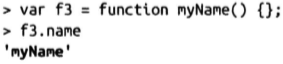 > var f3 = function myName() {};
> f3.name
'myName'